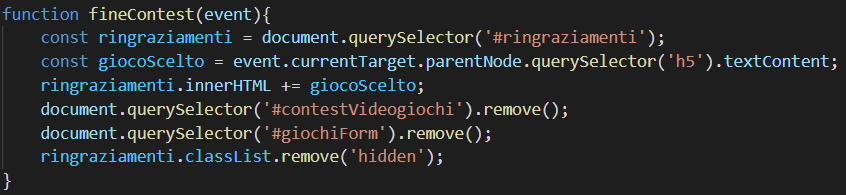 function fineContest(event){
    const ringraziamenti = document.querySelector('#ringraziamenti');
    const giocoScelto = event.currentTarget.parentNode.querySelector('h5').textContent;
    ringraziamenti.innerHTML += giocoScelto;
    document.querySelector('#contestVideogiochi').remove();
    document.querySelector('#giochiForm').remove();
    ringraziamenti.classList.remove('hidden');
}